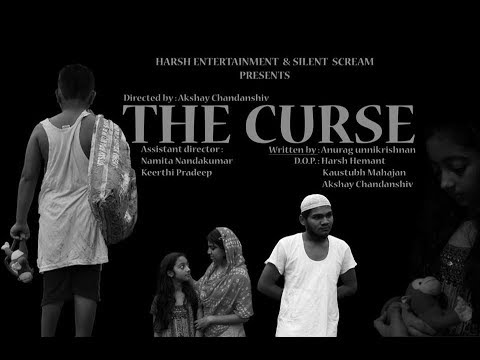 HARSH ENTERTAINMENT & SILENT SCREAM
PRESENTS
Directed by : Akshay Chandanshiv
THE CURSE
Assistant director :
Namita Nandakumar
Keerthi Pradeep
Written by : Anurag unnikrishnan
D.O.P. : Harsh Hemant
Kaustubh Mahajan
Akshay Chandanshiv